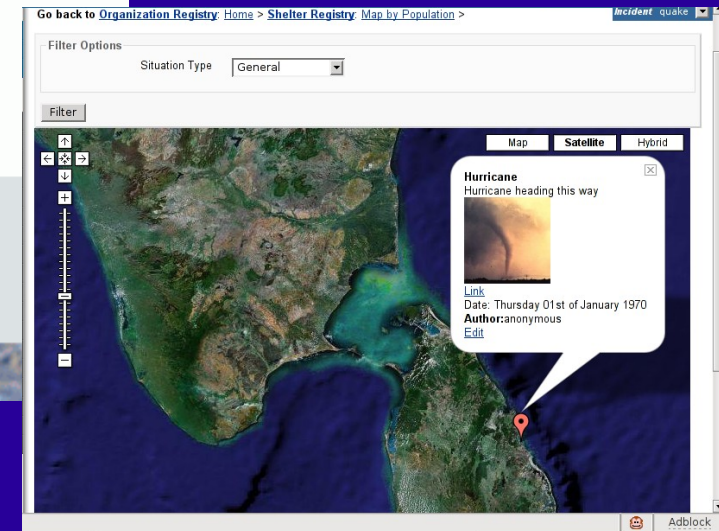 Go back to Organization Registry: Home > Shelter Registry: Map by Population >
Incident quake
Filter Options
Situation Type General
Filter
Map Satellite Hybrid
Hurricane
Hurricane heading this way
Link
Date: Thursday 01st of January 1970
Author:anonymous
Edit
Adblock